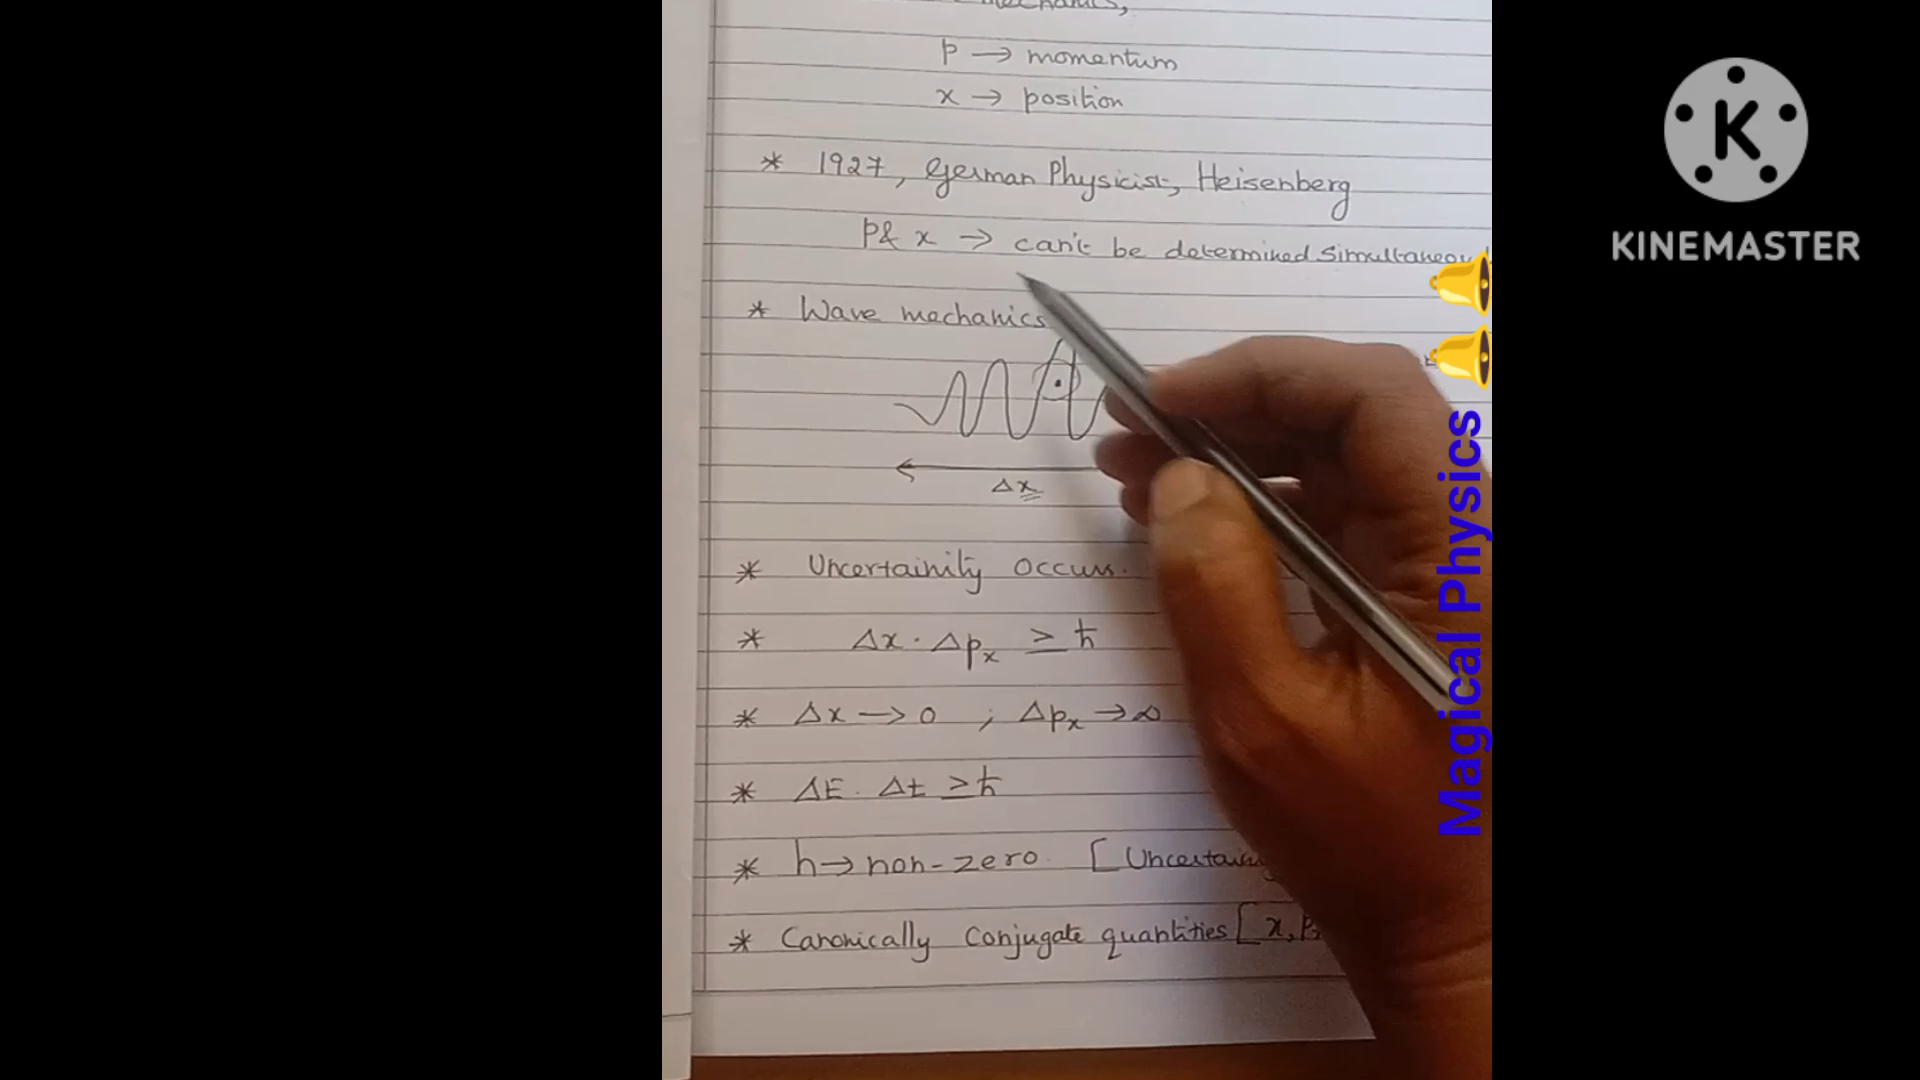 mechanics,
p → momentum
x → position
* 1927, German Physicist, Heisenberg
p& x → can't be determined Simultaneou
* Wave mechanics
Δx
* Uncertainity occurs.
* Δx · Δpₓ ≥ ħ
* Δx → 0 ; Δpₓ → ∞
* ΔE. Δt ≥ ħ
* h → non-zero. [Uncertain
* Canonically Conjugate quantities [x, p
Magical Physics
KINEMASTER